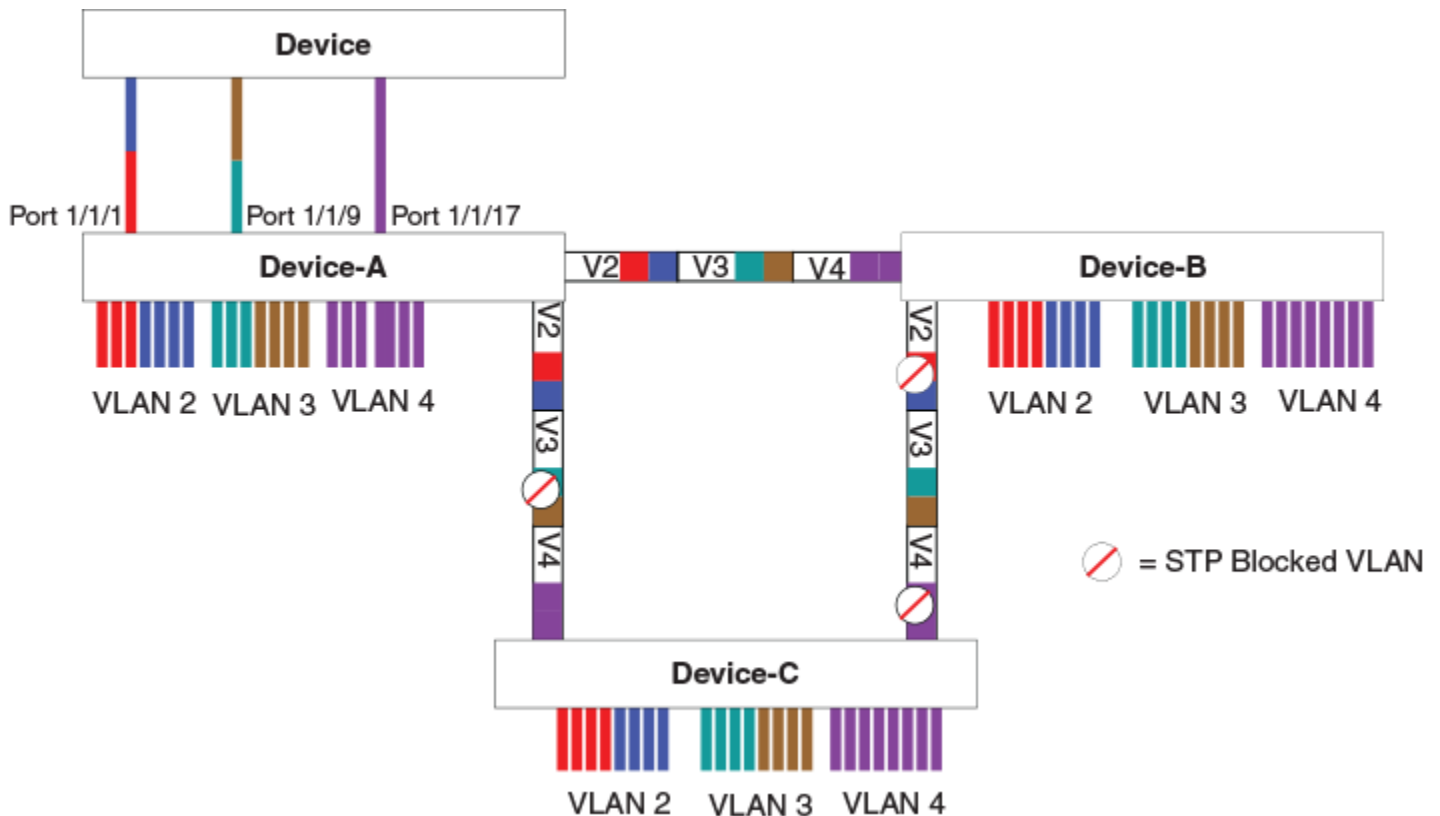 Device
Port 1/1/1
Port 1/1/9
Port 1/1/17
Device-A
V2
V3
V4
Device-B
VLAN 2
VLAN 3
VLAN 4
V2
V3
V4
V2
V3
V4
VLAN 2
VLAN 3
VLAN 4
= STP Blocked VLAN
Device-C
VLAN 2
VLAN 3
VLAN 4